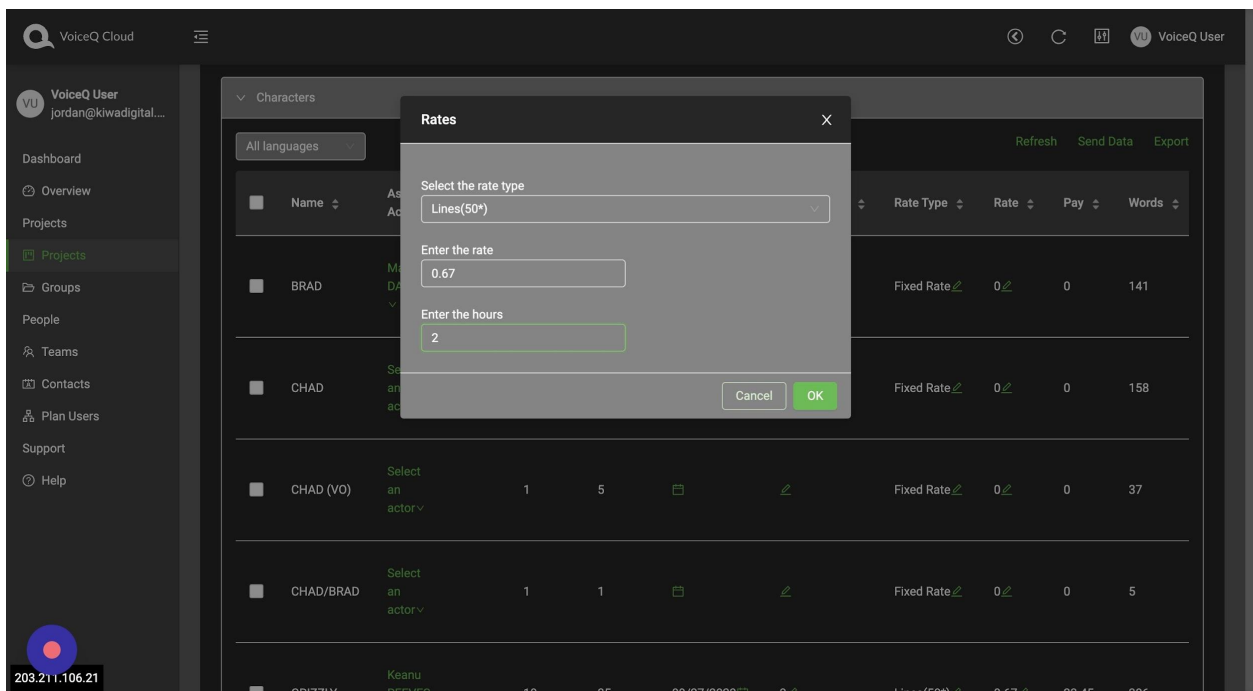 VoiceQ Cloud
VU VoiceQ User
VU VoiceQ User
jordan@kiwadigital....
Dashboard
Overview
Projects
Projects
Groups
People
Teams
Contacts
Plan Users
Support
Help
203.211.106.21
Characters
All languages
Refresh Send Data Export
Name Rate Type Rate Pay Words
BRAD Fixed Rate 0 0 141
CHAD Fixed Rate 0 0 158
Select
CHAD (VO) an 1 5 Fixed Rate 0 0 37
actor
Select
CHAD/BRAD an 1 1 Fixed Rate 0 0 5
actor
Keanu
Rates X
Select the rate type
Lines(50*)
Enter the rate
0.67
Enter the hours
2
Cancel OK